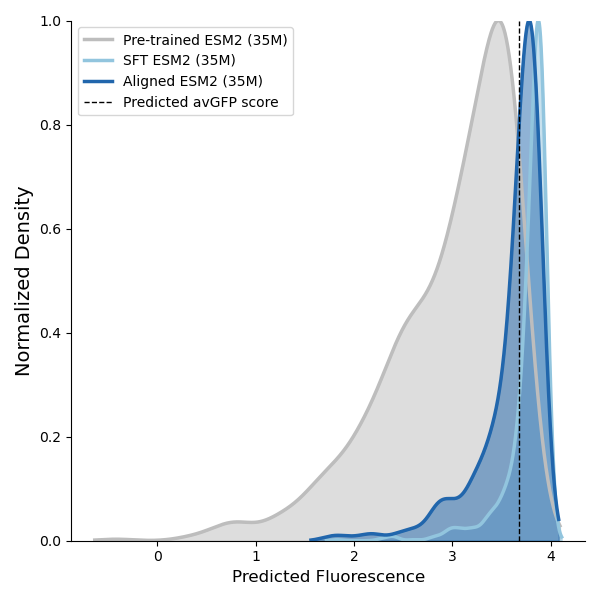 Pre-trained ESM2 (35M)
SFT ESM2 (35M)
Aligned ESM2 (35M)
Predicted avGFP score
Normalized Density
1.0
0.8
0.6
0.4
0.2
0.0
0 1 2 3 4
Predicted Fluorescence